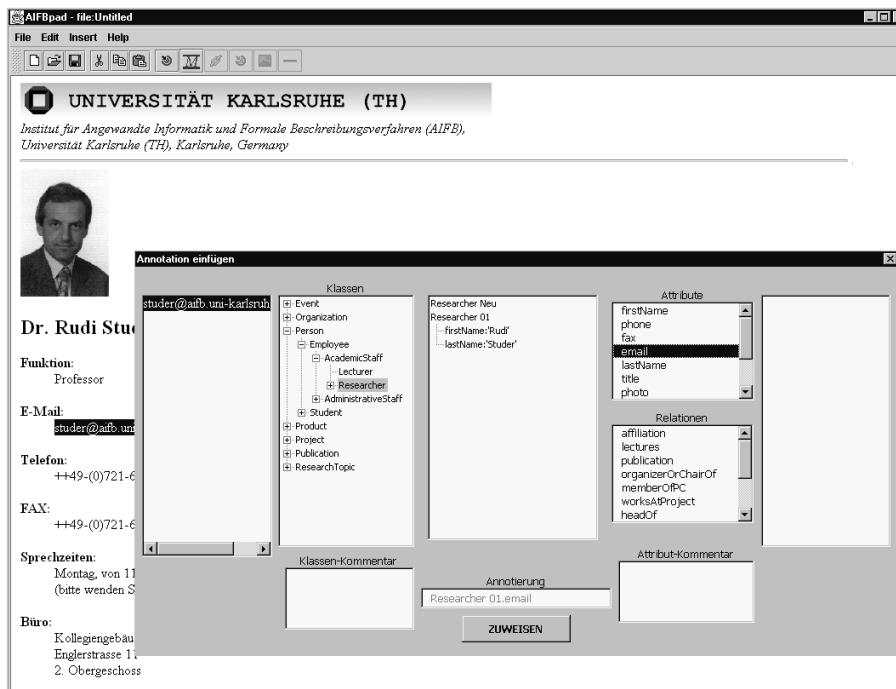 AIFBpad - file:Untitled
File Edit Insert Help
UNIVERSITÄT KARLSRUHE (TH)
Institut für Angewandte Informatik und Formale Beschreibungsverfahren (AIFB),
Universität Karlsruhe (TH), Karlsruhe, Germany
Dr. Rudi Stu
Funktion:
Professor
E-Mail:
studer@aifb.un
Telefon:
++49-(0)721-6
FAX:
++49-(0)721-6
Sprechzeiten:
Montag, von 11
(bitte wenden S
Büro:
Kollegiengebäu
Englerstrasse 11
2. Obergeschoss
Annotation einfügen
studer@aifb.uni-karlsruh
Klassen
Event
Organization
Person
Employee
AcademicStaff
Lecturer
Researcher
AdministrativeStaff
Student
Product
Project
Publication
ResearchTopic
Klassen-Kommentar
Researcher Neu
Researcher 01
firstName:'Rudi'
lastName:'Studer'
Annotierung
Researcher 01.email
ZUWEISEN
Attribute
firstName
phone
fax
email
lastName
title
photo
Relationen
affiliation
lectures
publication
organizerOrChairOf
memberOfPC
worksAtProject
headOf
Attribut-Kommentar